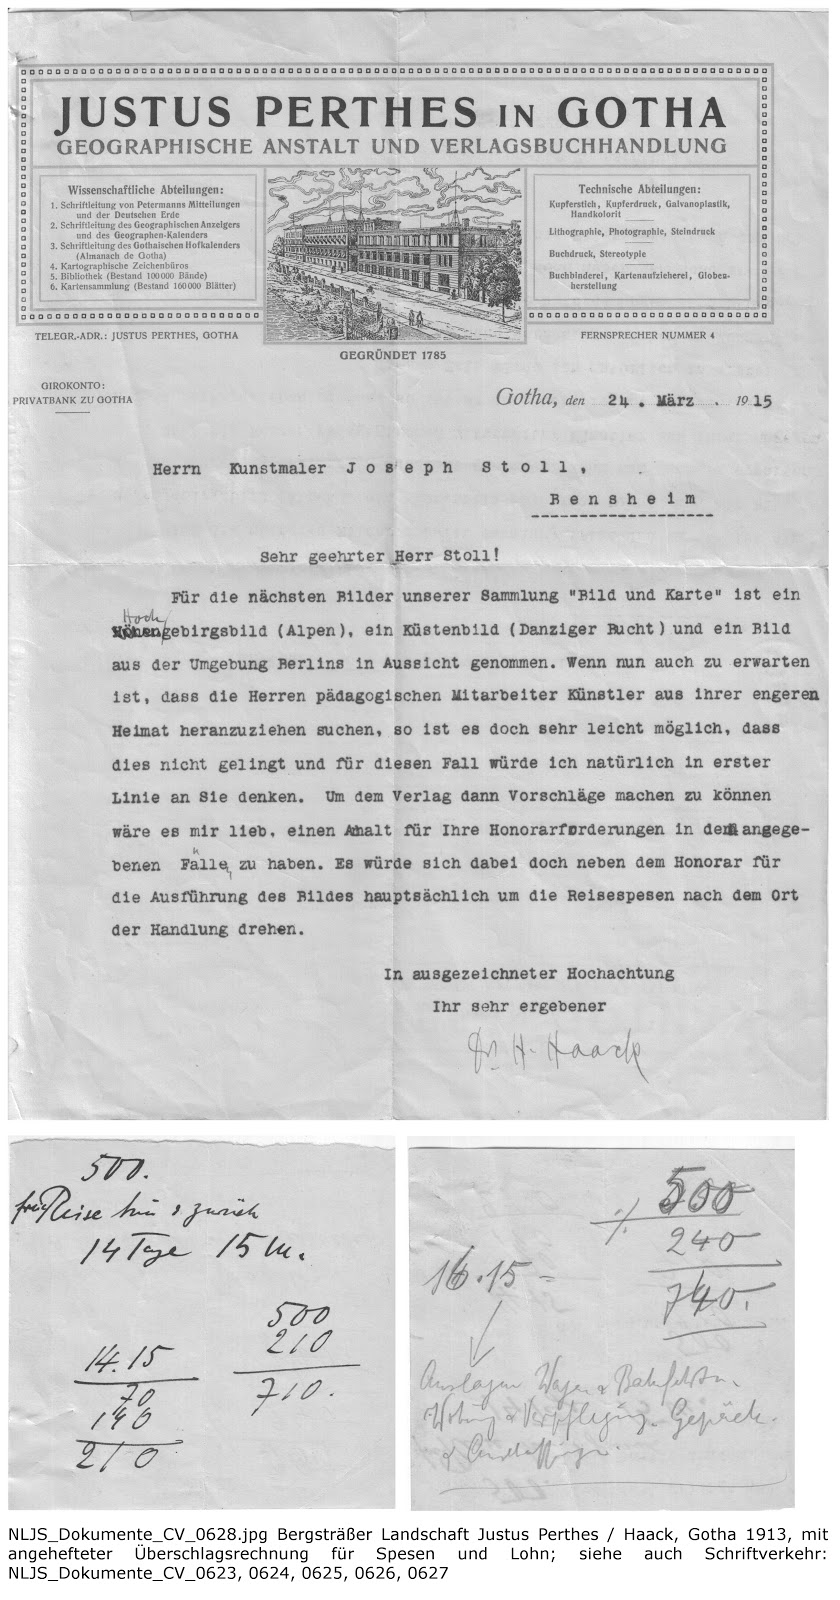 JUSTUS PERTHES IN GOTHA
GEOGRAPHISCHE ANSTALT UND VERLAGSBUCHHANDLUNG
Wissenschaftliche Abteilungen:
1. Schriftleitung von Petermanns Mitteilungen
und der Deutschen Erde
2. Schriftleitung des Geographischen Anzeigers
und des Geographen-Kalenders
3. Schriftleitung des Gothaischen Hofkalenders
(Almanach de Gotha)
4. Kartographische Zeichenbüros
5. Bibliothek (Bestand 100000 Bände)
6. Kartensammlung (Bestand 160000 Blätter)
Technische Abteilungen:
Kupferstich, Kupferdruck, Galvanoplastik,
Handkolorit
Lithographie, Photographie, Steindruck
Buchdruck, Stereotypie
Buchbinderei, Kartenaufzieherei, Globen-
herstellung
TELEGR.-ADR.: JUSTUS PERTHES, GOTHA
FERNSPRECHER NUMMER 4
GEGRÜNDET 1785
GIROKONTO:
PRIVATBANK ZU GOTHA
Gotha, den 24. März. 1915
Herrn Kunstmaler Joseph Stoll,
Bensheim
Sehr geehrter Herr Stoll!
Für die nächsten Bilder unserer Sammlung "Bild und Karte" ist ein
Hochgebirgsbild (Alpen), ein Küstenbild (Danziger Bucht) und ein Bild
aus der Umgebung Berlins in Aussicht genommen. Wenn nun auch zu erwarten
ist, dass die Herren pädagogischen Mitarbeiter Künstler aus ihrer engeren
Heimat heranzuziehen suchen, so ist es doch sehr leicht möglich, dass
dies nicht gelingt und für diesen Fall würde ich natürlich in erster
Linie an Sie denken. Um dem Verlag dann Vorschläge machen zu können
wäre es mir lieb, einen Anhalt für Ihre Honorarforderungen in den angege-
benen Fällen zu haben. Es würde sich dabei doch neben dem Honorar für
die Ausführung des Bildes hauptsächlich um die Reisespesen nach dem Ort
der Handlung drehen.
In ausgezeichneter Hochachtung
Ihr sehr ergebener
Dr. H. Haack
500.
frei Reise hin & zurück
14 Tage 15 M.
14.15
70
140
210
500
210
710.
500
240
740.
16.15 =
Auslagen Wagen &
Wohnung & Verpflegung. Gepäck.
&
NLJS_Dokumente_CV_0628.jpg Bergsträßer Landschaft Justus Perthes / Haack, Gotha 1913, mit
angehefteter Überschlagsrechnung für Spesen und Lohn; siehe auch Schriftverkehr:
NLJS_Dokumente_CV_0623, 0624, 0625, 0626, 0627